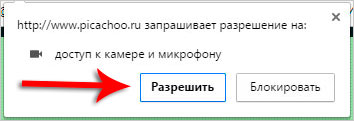 http://www.picachoo.ru запрашивает разрешение на:
доступ к камере и микрофону
Разрешить Блокировать